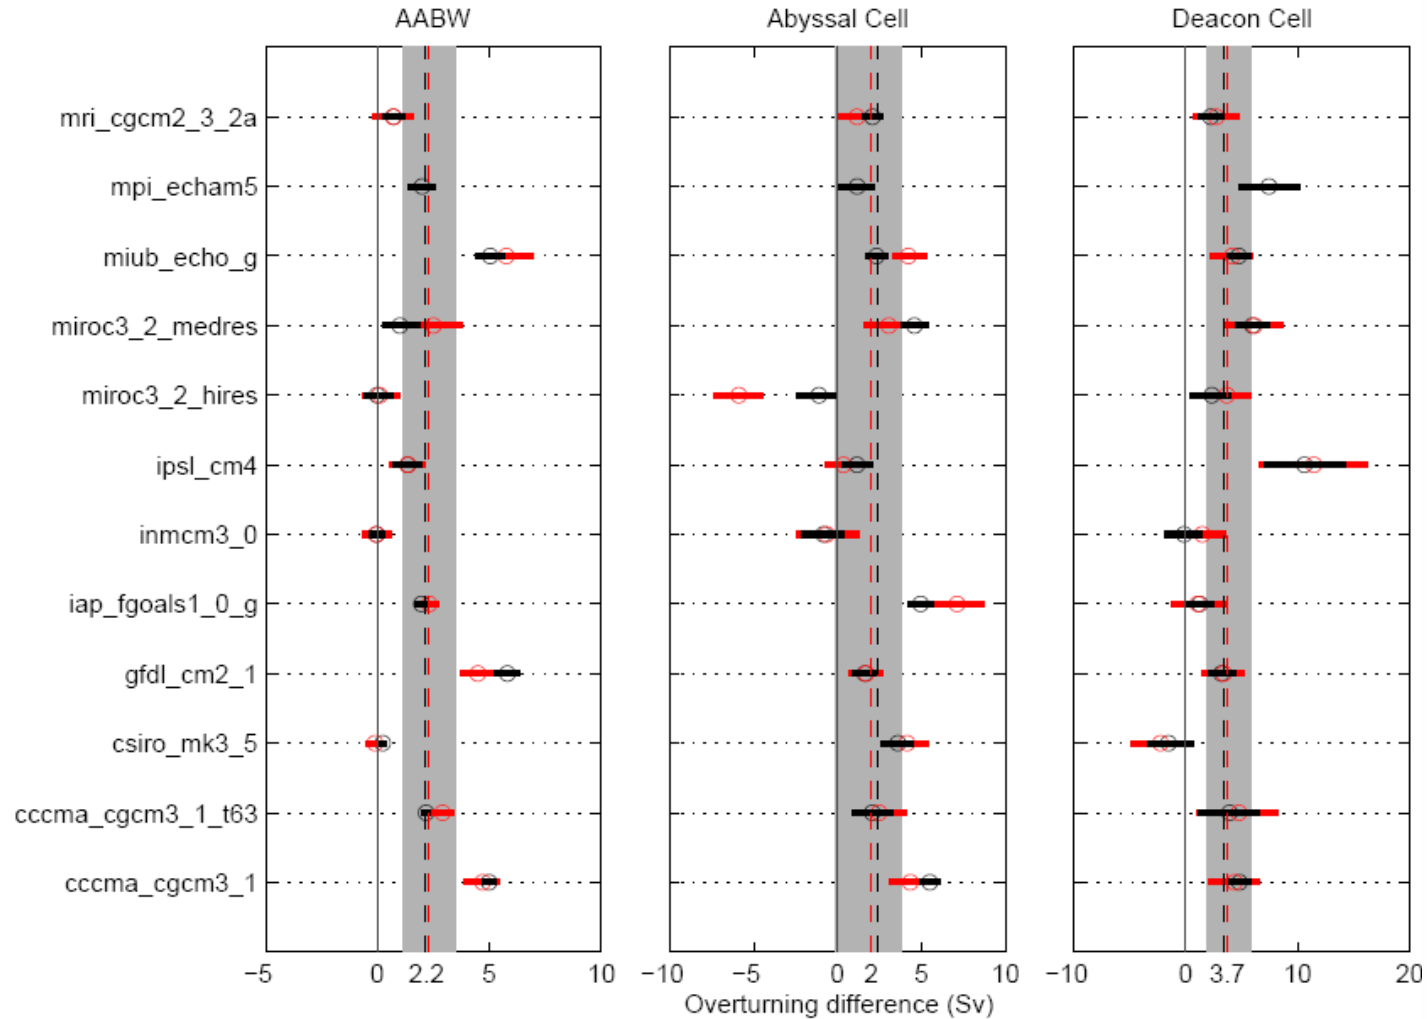 AABW Abyssal Cell Deacon Cell
mri_cgcm2_3_2a
mpi_echam5
miub_echo_g
miroc3_2_medres
miroc3_2_hires
ipsl_cm4
inmcm3_0
iap_fgoals1_0_g
gfdl_cm2_1
csiro_mk3_5
cccma_cgcm3_1_t63
cccma_cgcm3_1
−5 0 2.2 5 10 −10 −5 0 2 5 10 −10 0 3.7 10 20
Overturning difference (Sv)